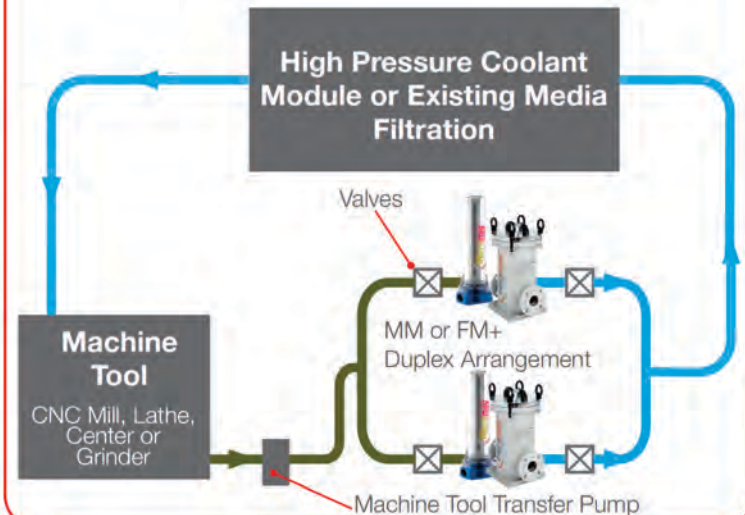 High Pressure Coolant
Module or Existing Media
Filtration
Valves
MM or FM+
Duplex Arrangement
Machine
Tool
CNC Mill, Lathe,
Center or
Grinder
Machine Tool Transfer Pump